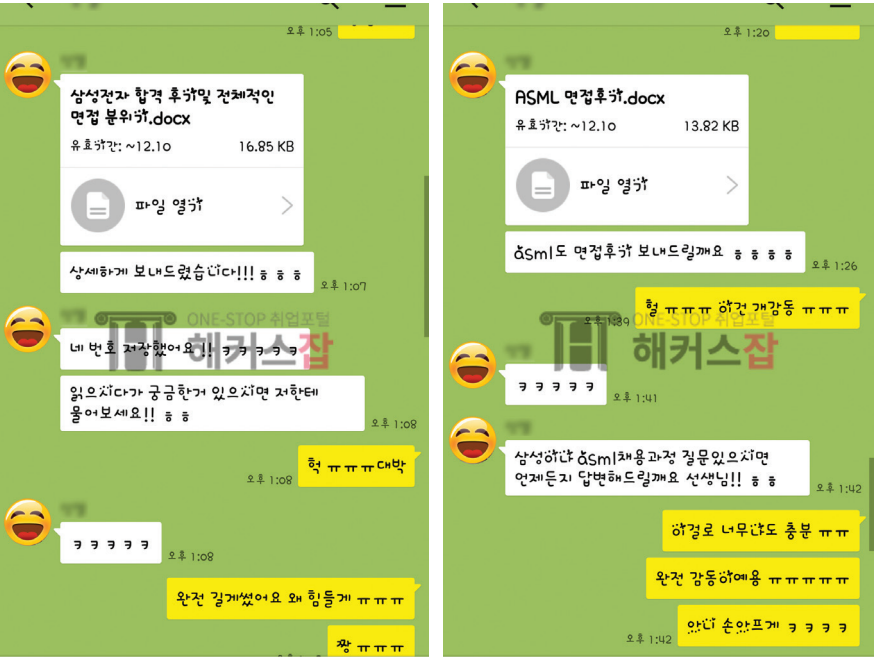 오후 1:05
삼성전자 합격 후기및 전체적인
면접 분위기.docx
유효기간: ~12.10
16.85 KB
파일 열기
상세하게 보내드렸습니다!!! ㅎ ㅎ ㅎ
오후 1:07
네 번호 저장했어요 !! ㅋ ㅋ ㅋ ㅋ ㅋ
읽으시다가 궁금한거 있으시면 저한테
물어보세요!! ㅎ ㅎ
오후 1:08
헉 ㅠㅠㅠ대박
오후 1:08
ㅋ ㅋ ㅋ ㅋ ㅋ
오후 1:08
완전 길게썼어요 왜 힘들게 ㅠㅠㅠ
짱 ㅠㅠㅠ
ONE-STOP 취업포털
해커스잡
오후 1:20
ASML 면접후기.docx
유효기간: ~12.10
13.82 KB
파일 열기
asml도 면접후기 보내드릴깨요 ㅎ ㅎ ㅎ ㅎ
오후 1:26
헐 ㅠㅠㅠ 이건 개감동 ㅠㅠㅠ
오후 1:39
ㅋ ㅋ ㅋ ㅋ ㅋ
오후 1:41
삼성이나 asml채용과정 질문있으시면
언제든지 답변해드릴깨요 선생님!! ㅎ ㅎ
오후 1:42
이걸로 너무나도 충분 ㅠㅠ
완전 감동이예용 ㅠㅠㅠㅠㅠ
아니 손아프게 ㅋ ㅋ ㅋ ㅋ
오후 1:42
ONE-STOP 취업포털
해커스잡